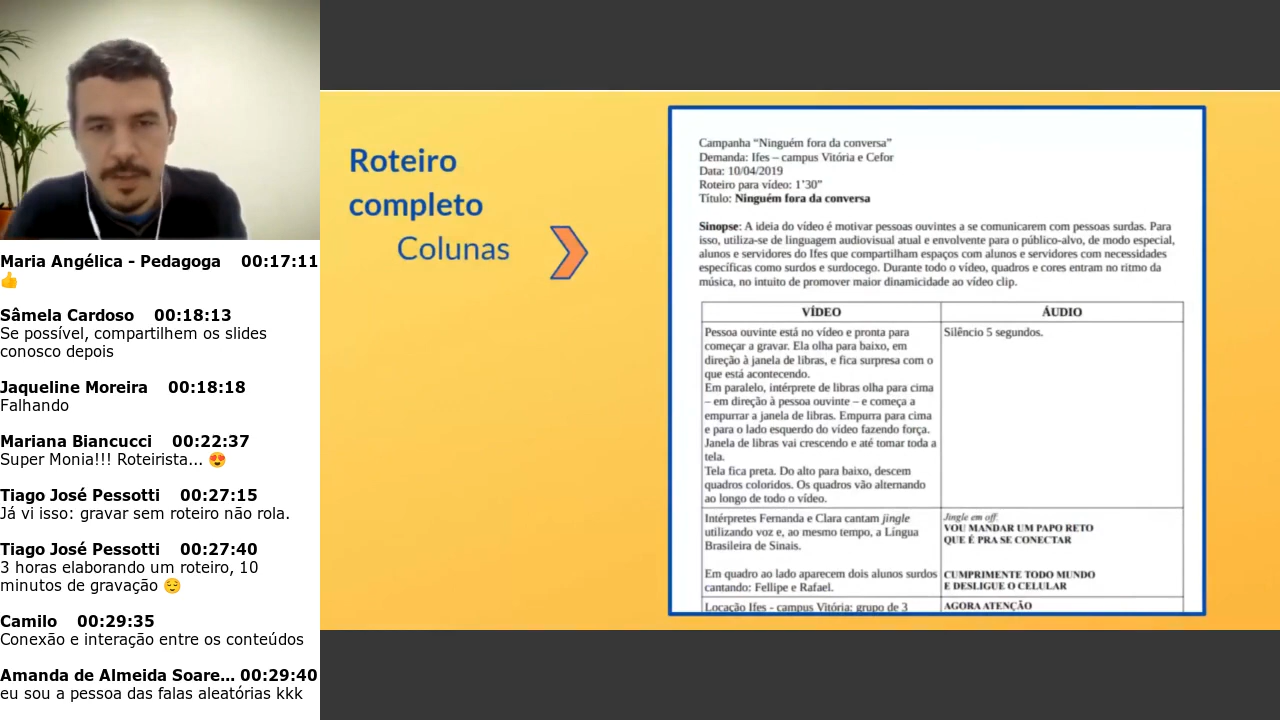 Maria Angélica - Pedagoga 00:17:11
👍
Sâmela Cardoso 00:18:13
Se possível, compartilhem os slides
conosco depois
Jaqueline Moreira 00:18:18
Falhando
Mariana Biancucci 00:22:37
Super Monia!!! Roteirista... 😍
Tiago José Pessotti 00:27:15
Já vi isso: gravar sem roteiro não rola.
Tiago José Pessotti 00:27:40
3 horas elaborando um roteiro, 10
minutos de gravação 😌
Camilo 00:29:35
Conexão e interação entre os conteúdos
Amanda de Almeida Soare... 00:29:40
eu sou a pessoa das falas aleatórias kkk
Roteiro
completo
Colunas
Campanha “Ninguém fora da conversa”
Demanda: Ifes – campus Vitória e Cefor
Data: 10/04/2019
Roteiro para vídeo: 1’30”
Título: Ninguém fora da conversa
Sinopse: A ideia do vídeo é motivar pessoas ouvintes a se comunicarem com pessoas surdas. Para
isso, utiliza-se de linguagem audiovisual atual e envolvente para o público-alvo, de modo especial,
alunos e servidores do Ifes que compartilham espaços com alunos e servidores com necessidades
específicas como surdos e surdocego. Durante todo o vídeo, quadros e cores entram no ritmo da
música, no intuito de promover maior dinamicidade ao vídeo clip.
VÍDEO
ÁUDIO
Pessoa ouvinte está no vídeo e pronta para
começar a gravar. Ela olha para baixo, em
direção à janela de libras, e fica surpresa com o
que está acontecendo.
Em paralelo, intérprete de libras olha para cima
– em direção à pessoa ouvinte – e começa a
empurrar a janela de libras. Empurra para cima
e para o lado esquerdo do vídeo fazendo força.
Janela de libras vai crescendo e até tomar toda a
tela.
Tela fica preta. Do alto para baixo, descem
quadros coloridos. Os quadros vão alternando
ao longo de todo o vídeo.
Silêncio 5 segundos.
Intérpretes Fernanda e Clara cantam jingle
utilizando voz e, ao mesmo tempo, a Língua
Brasileira de Sinais.
Em quadro ao lado aparecem dois alunos surdos
cantando: Fellipe e Rafael.
Jingle em off.
VOU MANDAR UM PAPO RETO
QUE É PRA SE CONECTAR
CUMPRIMENTE TODO MUNDO
E DESLIGUE O CELULAR
Locação Ifes - campus Vitória: grupo de 3
AGORA ATENÇÃO